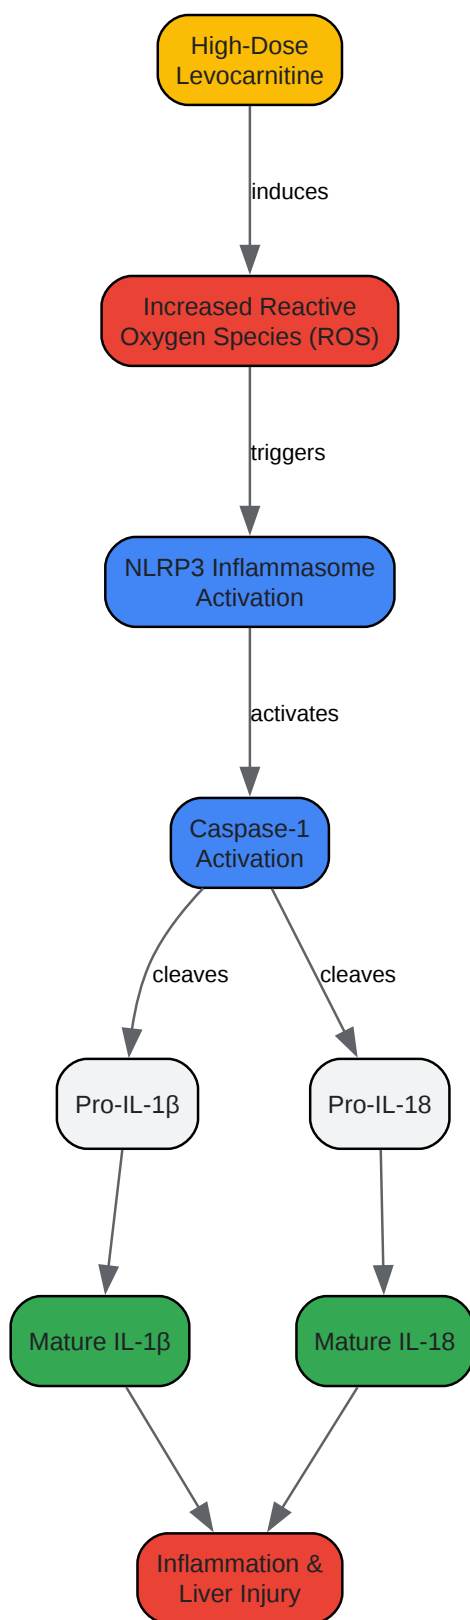 High-Dose
Levocarnitine
induces
Increased Reactive
Oxygen Species (ROS)
triggers
NLRP3 Inflammasome
Activation
activates
Caspase-1
Activation
cleaves
cleaves
Pro-IL-1β
Pro-IL-18
Mature IL-1β
Mature IL-18
Inflammation &
Liver Injury